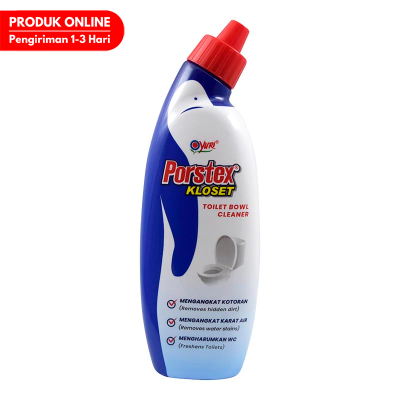 PRODUK ONLINE
Pengiriman 1-3 Hari
YURI®
Porstex®
KLOSET
TOILET BOWL
CLEANER
MENGANGKAT KOTORAN
(Removes hidden dirt)
MENGANGKAT KARAT AIR
(Removes water stains)
MENGHARUMKAN WC
(Freshens Toilets)